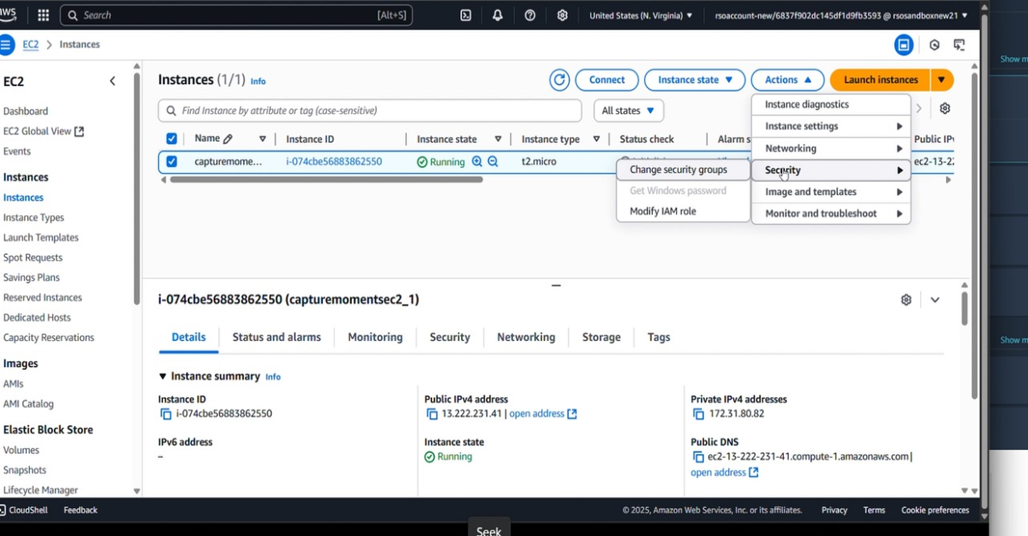 aws
Search
[Alt+S]
United States (N. Virginia)
rsoaccount-new/6837f902dc145df1d9fb3593 @ rsosandboxnew21
EC2 > Instances
Show m
EC2
Dashboard
EC2 Global View
Events
Instances
Instances
Instance Types
Launch Templates
Spot Requests
Savings Plans
Reserved Instances
Dedicated Hosts
Capacity Reservations
Images
AMIs
AMI Catalog
Elastic Block Store
Volumes
Snapshots
Lifecycle Manager
Instances (1/1) Info
Connect
Instance state
Actions
Launch instances
Find Instance by attribute or tag (case-sensitive)
All states
Name
Instance ID
Instance state
Instance type
Status check
Alarm s
Public IPv
capturemome...
i-074cbe56883862550
Running
t2.micro
ec2-13-22
Instance diagnostics
Instance settings
Networking
Security
Image and templates
Monitor and troubleshoot
Change security groups
Get Windows password
Modify IAM role
i-074cbe56883862550 (capturemomentsec2_1)
Details
Status and alarms
Monitoring
Security
Networking
Storage
Tags
Instance summary Info
Instance ID
i-074cbe56883862550
Public IPv4 address
13.222.231.41 | open address
Private IPv4 addresses
172.31.80.82
IPv6 address
–
Instance state
Running
Public DNS
ec2-13-222-231-41.compute-1.amazonaws.com |
open address
Show m
CloudShell
Feedback
© 2025, Amazon Web Services, Inc. or its affiliates.
Privacy
Terms
Cookie preferences
Seek